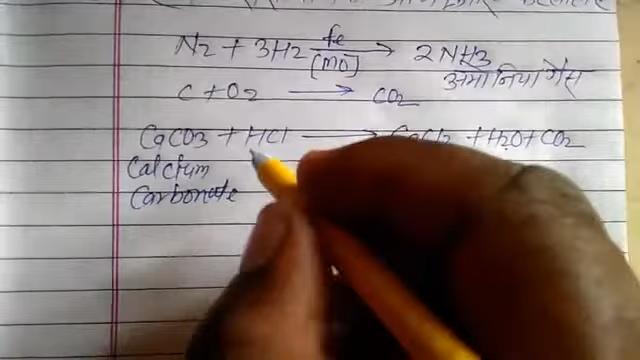 N2 + 3H2 Fe (MO) → 2NH3
अमोनिया गैस
C + O2 → CO2
CaCO3 + HCl → CaCl2 + H2O + CO2
Calcium
Carbonate